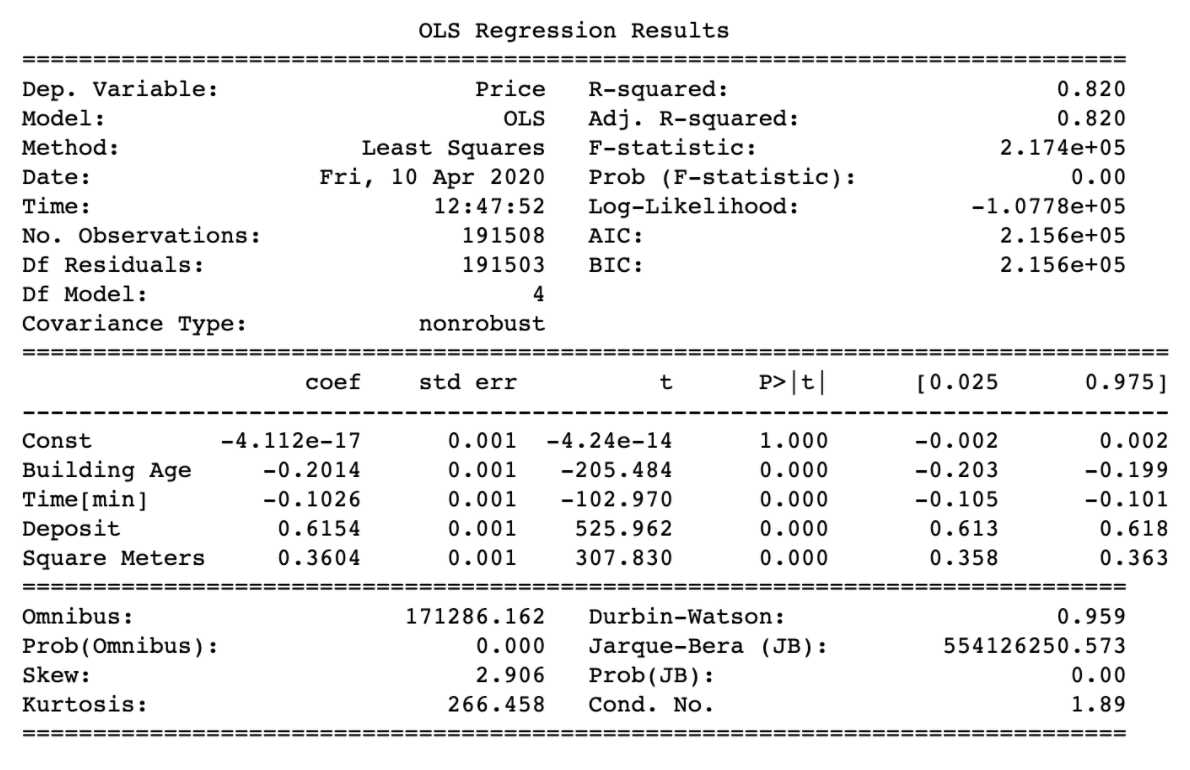 OLS Regression Results
==============================================================================
Dep. Variable: Price R-squared: 0.820
Model: OLS Adj. R-squared: 0.820
Method: Least Squares F-statistic: 2.174e+05
Date: Fri, 10 Apr 2020 Prob (F-statistic): 0.00
Time: 12:47:52 Log-Likelihood: -1.0778e+05
No. Observations: 191508 AIC: 2.156e+05
Df Residuals: 191503 BIC: 2.156e+05
Df Model: 4
Covariance Type: nonrobust
=================================================================================
coef std err t P>|t| [0.025 0.975]
---------------------------------------------------------------------------------
Const -4.112e-17 0.001 -4.24e-14 1.000 -0.002 0.002
Building Age -0.2014 0.001 -205.484 0.000 -0.203 -0.199
Time[min] -0.1026 0.001 -102.970 0.000 -0.105 -0.101
Deposit 0.6154 0.001 525.962 0.000 0.613 0.618
Square Meters 0.3604 0.001 307.830 0.000 0.358 0.363
==============================================================================
Omnibus: 171286.162 Durbin-Watson: 0.959
Prob(Omnibus): 0.000 Jarque-Bera (JB): 554126250.573
Skew: 2.906 Prob(JB): 0.00
Kurtosis: 266.458 Cond. No. 1.89
==============================================================================